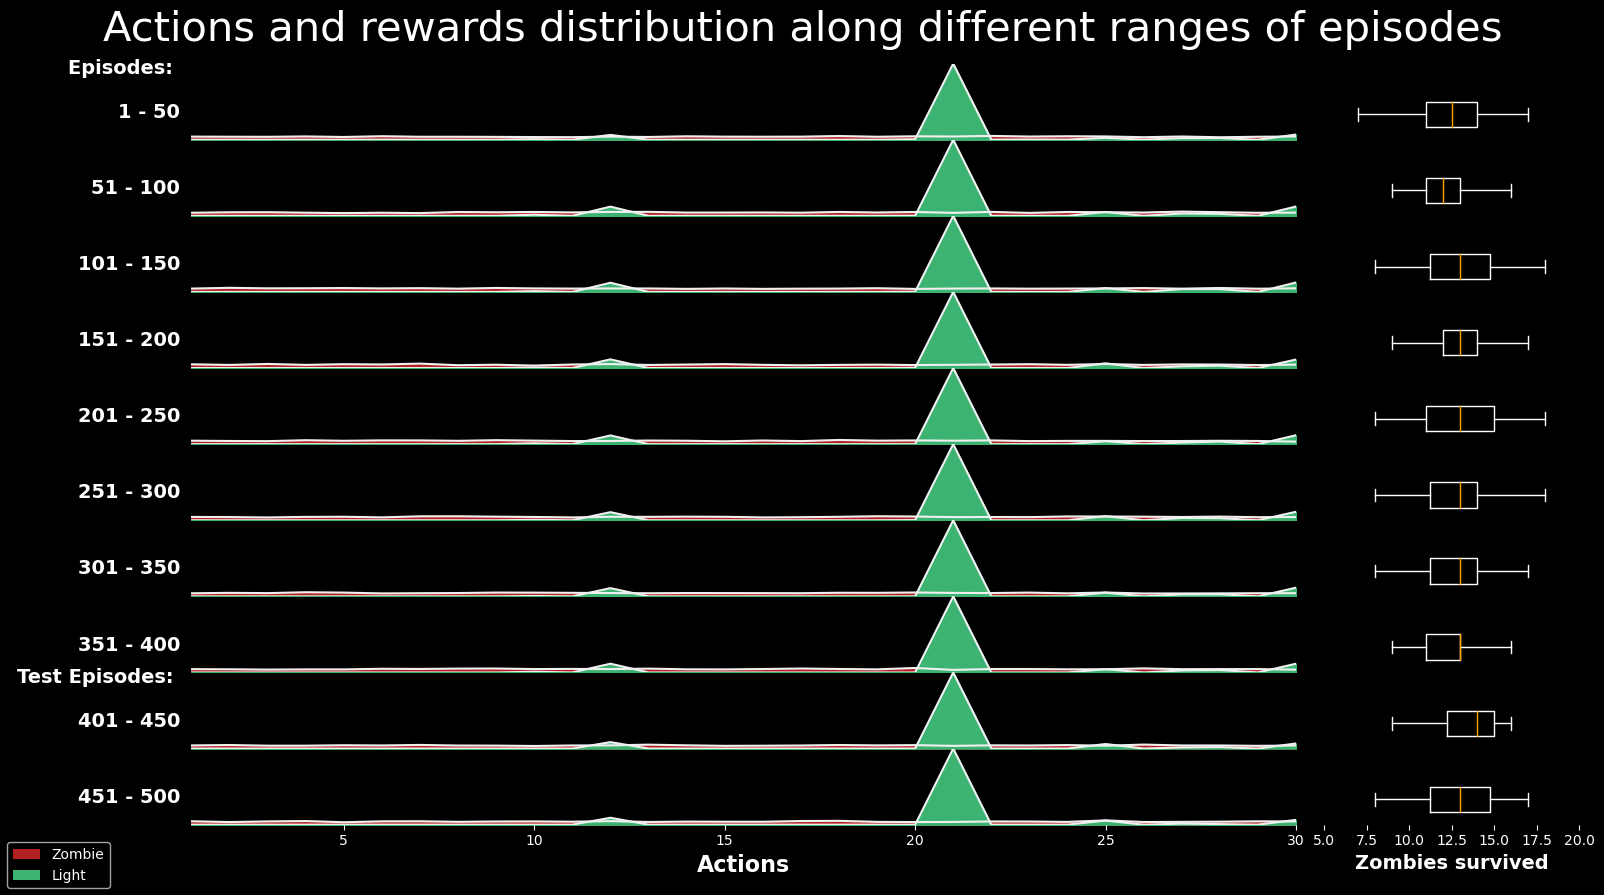 Actions and rewards distribution along different ranges of episodes
Episodes:
1 - 50
51 - 100
101 - 150
151 - 200
201 - 250
251 - 300
301 - 350
351 - 400
Test Episodes:
401 - 450
451 - 500
5 10 15 20 25 30 5.0 7.5 10.0 12.5 15.0 17.5 20.0
Actions Zombies survived
Zombie
Light